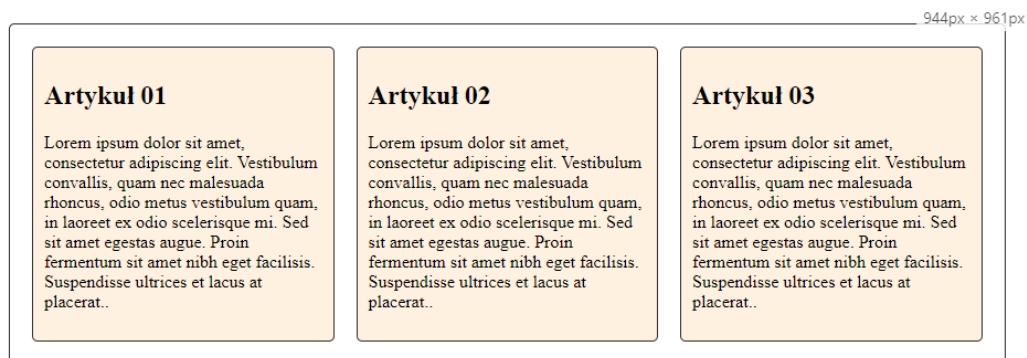 944px × 961px
Artykuł 01
Lorem ipsum dolor sit amet,
consectetur adipiscing elit. Vestibulum
convallis, quam nec malesuada
rhoncus, odio metus vestibulum quam,
in laoreet ex odio scelerisque mi. Sed
sit amet egestas augue. Proin
fermentum sit amet nibh eget facilisis.
Suspendisse ultrices et lacus at
placerat..
Artykuł 02
Lorem ipsum dolor sit amet,
consectetur adipiscing elit. Vestibulum
convallis, quam nec malesuada
rhoncus, odio metus vestibulum quam,
in laoreet ex odio scelerisque mi. Sed
sit amet egestas augue. Proin
fermentum sit amet nibh eget facilisis.
Suspendisse ultrices et lacus at
placerat..
Artykuł 03
Lorem ipsum dolor sit amet,
consectetur adipiscing elit. Vestibulum
convallis, quam nec malesuada
rhoncus, odio metus vestibulum quam,
in laoreet ex odio scelerisque mi. Sed
sit amet egestas augue. Proin
fermentum sit amet nibh eget facilisis.
Suspendisse ultrices et lacus at
placerat..